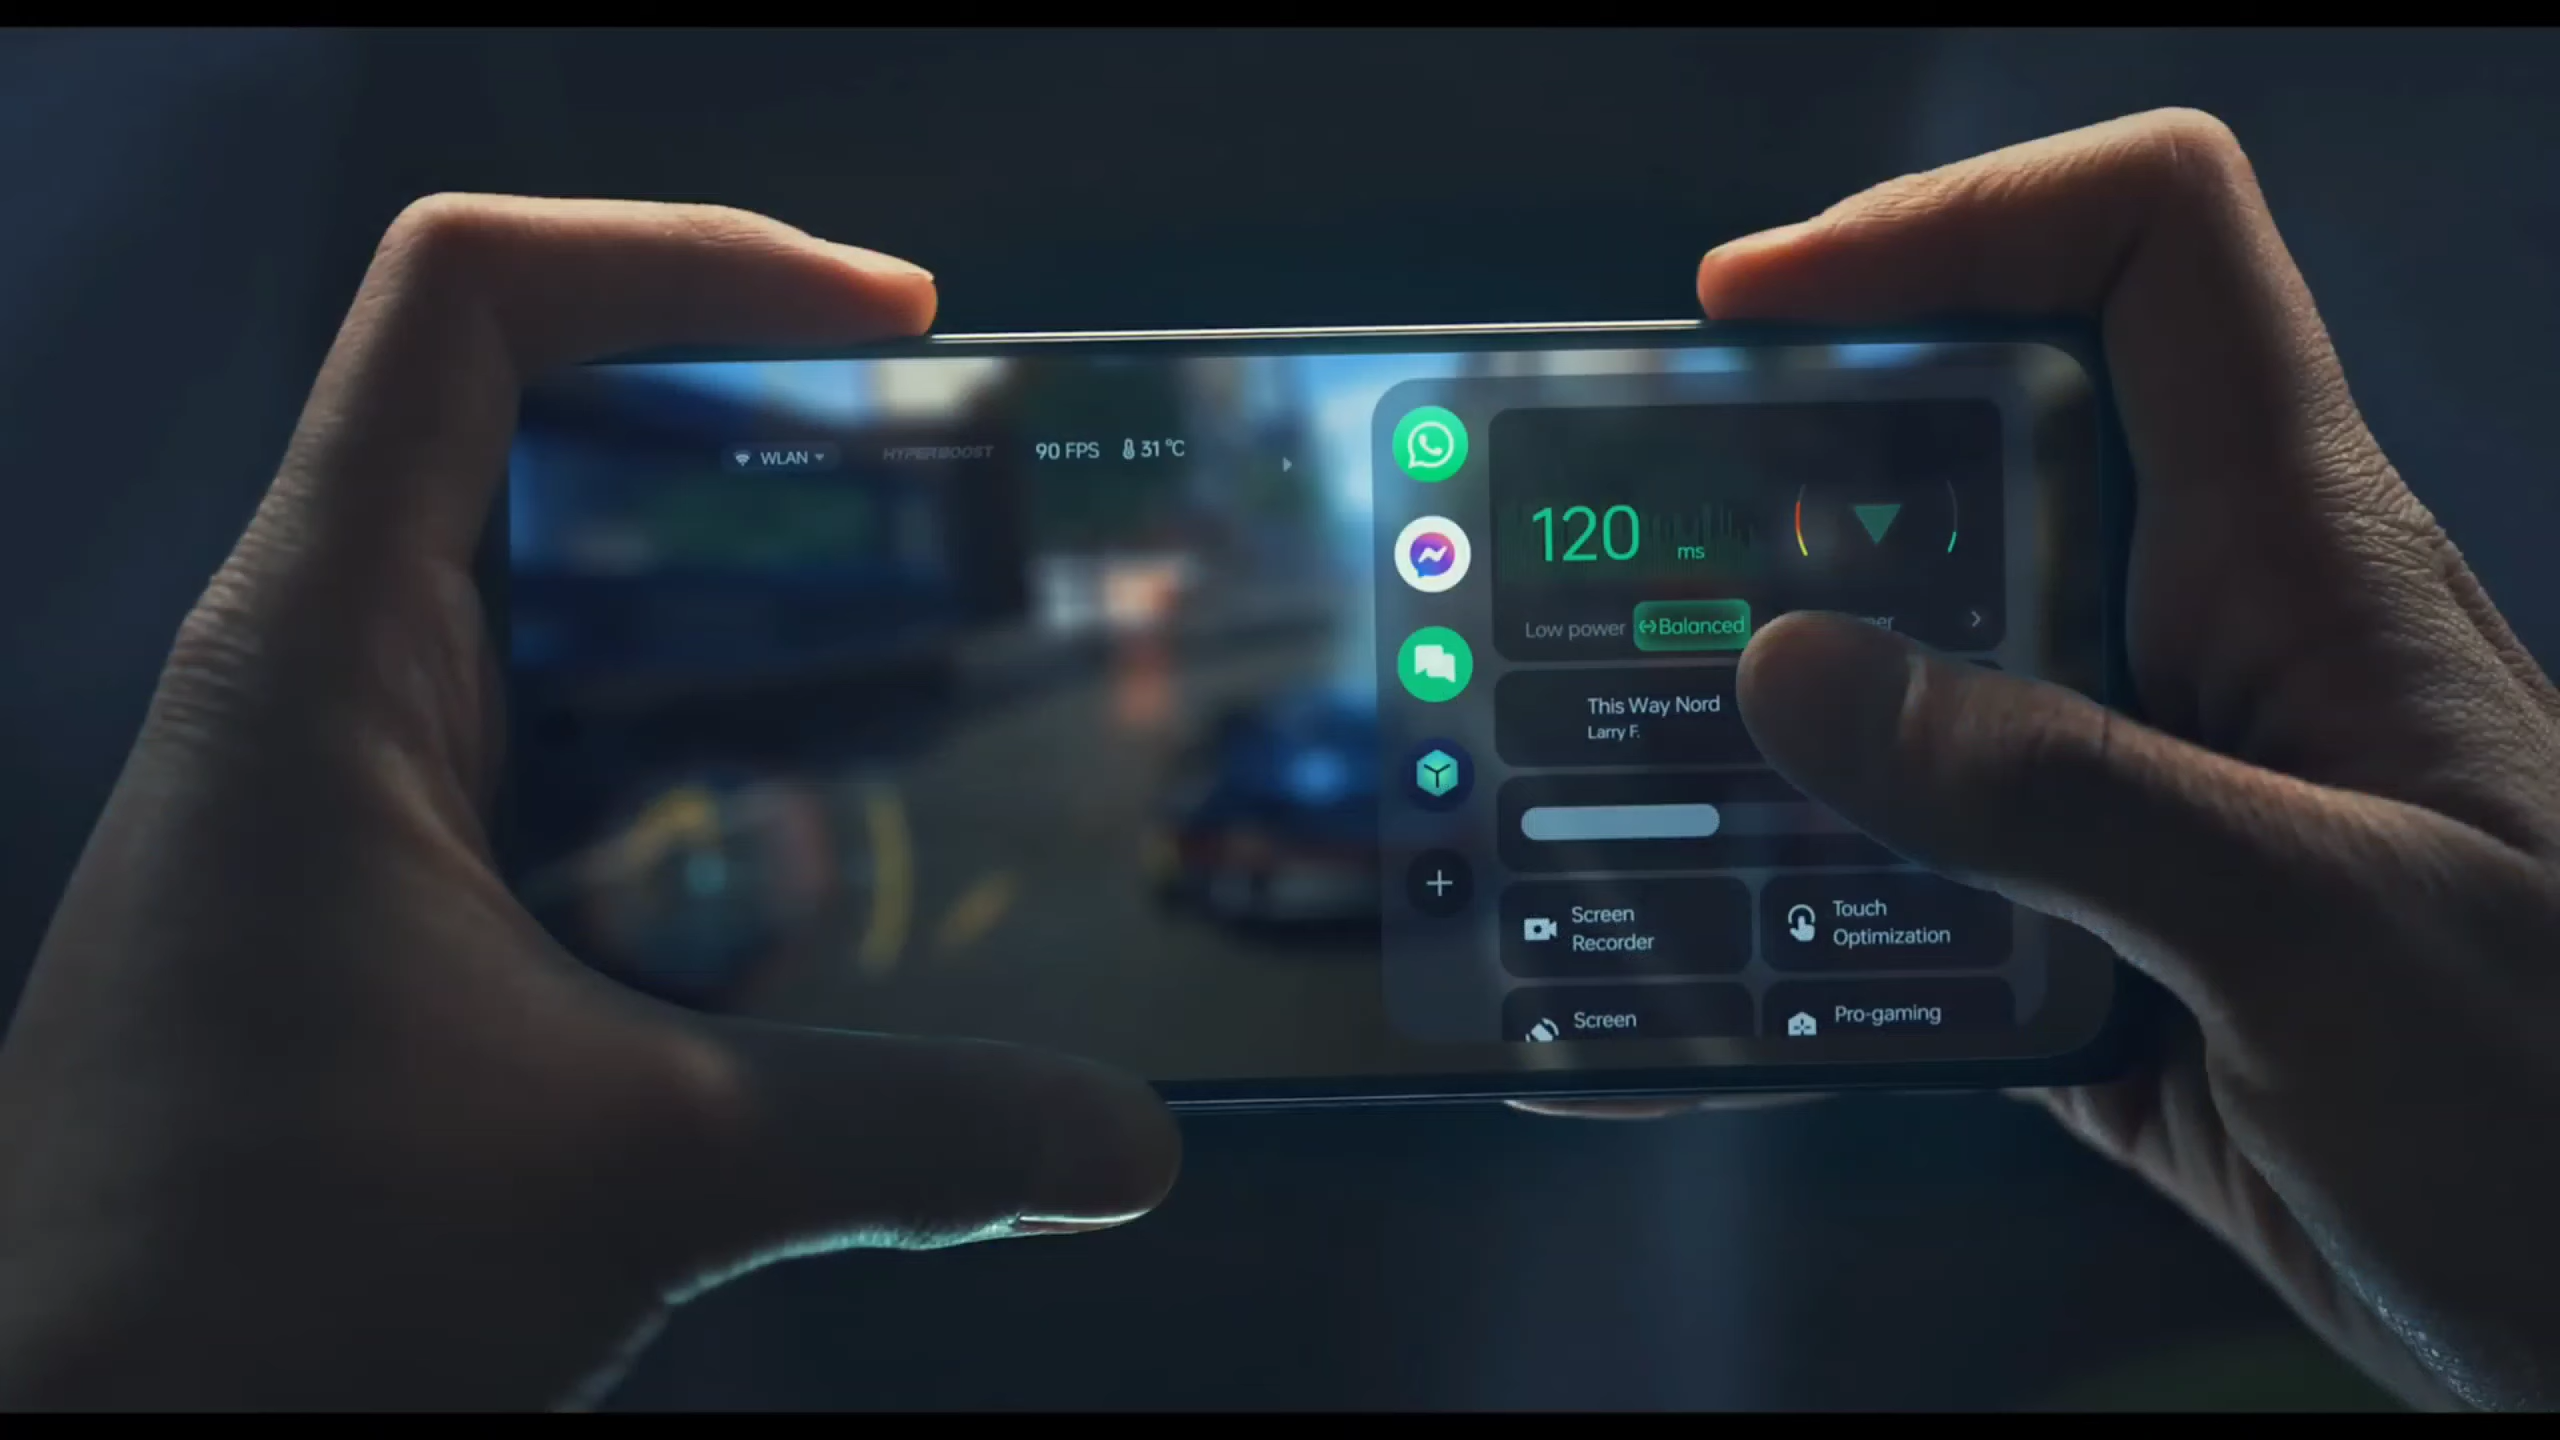 WLAN
HYPERBOOST
90 FPS
31 °C
120
ms
Low power
Balanced
This Way Nord
Larry F.
Screen
Recorder
Touch
Optimization
Screen
Pro-gaming